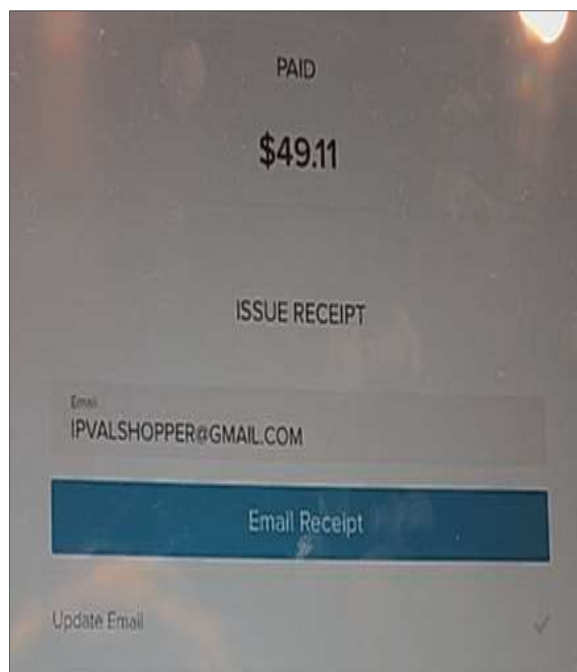 PAID
$49.11
ISSUE RECEIPT
Email
IPVALSHOPPER@GMAIL.COM
Email Receipt
Update Email